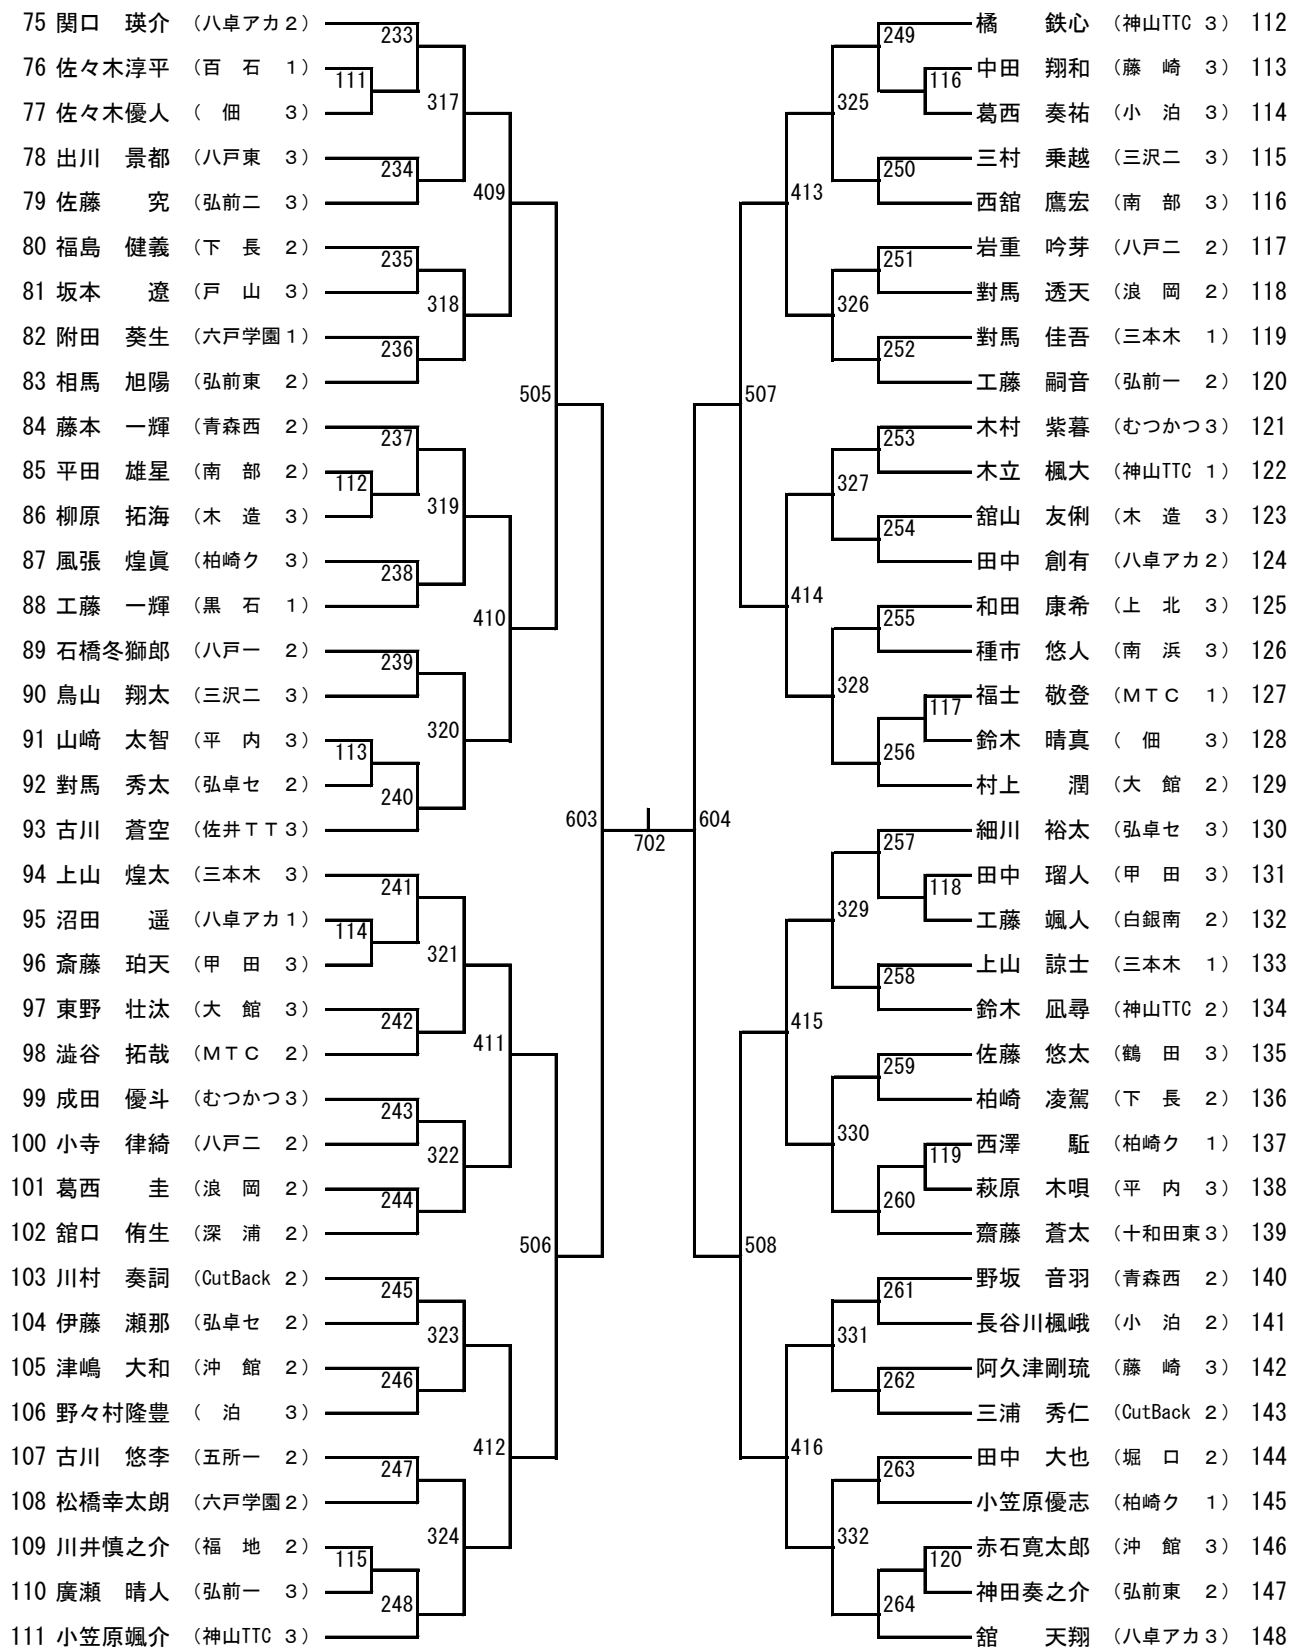 75 関口　瑛介 （八卓アカ２）
76 佐々木淳平 （百　石　１）
77 佐々木優人 （　佃　　３）
78 出川　景都 （八戸東　３）
79 佐藤　　究 （弘前二　３）
80 福島　健義 （下　長　２）
81 坂本　　遼 （戸　山　３）
82 附田　葵生 （六戸学園１）
83 相馬　旭陽 （弘前東　２）
84 藤本　一輝 （青森西　２）
85 平田　雄星 （南　部　２）
86 柳原　拓海 （木　造　３）
87 風張　煌眞 （柏崎ク　３）
88 工藤　一輝 （黒　石　１）
89 石橋冬獅郎 （八戸一　２）
90 鳥山　翔太 （三沢二　３）
91 山﨑　太智 （平　内　３）
92 對馬　秀太 （弘卓セ　２）
93 古川　蒼空 （佐井ＴＴ３）
94 上山　煌太 （三本木　３）
95 沼田　　遥 （八卓アカ１）
96 斎藤　珀天 （甲　田　３）
97 東野　壮汰 （大　館　３）
98 澁谷　拓哉 （ＭＴＣ　２）
99 成田　優斗 （むつかつ３）
100 小寺　律綺 （八戸二　２）
101 葛西　　圭 （浪　岡　２）
102 舘口　侑生 （深　浦　２）
103 川村　奏詞 （CutBack ２）
104 伊藤　瀬那 （弘卓セ　２）
105 津嶋　大和 （沖　館　２）
106 野々村隆豊 （　泊　　３）
107 古川　悠李 （五所一　２）
108 松橋幸太朗 （六戸学園２）
109 川井慎之介 （福　地　２）
110 廣瀬　晴人 （弘前一　３）
111 小笠原颯介 （神山TTC ３）
111
112
113
114
115
233
234
235
236
237
238
239
240
241
242
243
244
245
246
247
248
317
318
319
320
321
322
323
324
409
410
411
412
505
506
603
702
604
507
508
413
414
415
416
325
326
327
328
329
330
331
332
249
250
251
252
253
254
255
256
257
258
259
260
261
262
263
264
116
117
118
119
120
橘　　鉄心 （神山TTC ３） 112
中田　翔和 （藤　崎　３） 113
葛西　奏祐 （小　泊　３） 114
三村　乗越 （三沢二　３） 115
西舘　鷹宏 （南　部　３） 116
岩重　吟芽 （八戸二　２） 117
對馬　透天 （浪　岡　２） 118
對馬　佳吾 （三本木　１） 119
工藤　嗣音 （弘前一　２） 120
木村　紫暮 （むつかつ３） 121
木立　楓大 （神山TTC １） 122
舘山　友俐 （木　造　３） 123
田中　創有 （八卓アカ２） 124
和田　康希 （上　北　３） 125
種市　悠人 （南　浜　３） 126
福士　敬登 （ＭＴＣ　１） 127
鈴木　晴真 （　佃　　３） 128
村上　　潤 （大　館　２） 129
細川　裕太 （弘卓セ　３） 130
田中　瑠人 （甲　田　３） 131
工藤　颯人 （白銀南　２） 132
上山　諒士 （三本木　１） 133
鈴木　凪尋 （神山TTC ２） 134
佐藤　悠太 （鶴　田　３） 135
柏崎　凌駕 （下　長　２） 136
西澤　　駈 （柏崎ク　１） 137
萩原　木唄 （平　内　３） 138
齋藤　蒼太 （十和田東３） 139
野坂　音羽 （青森西　２） 140
長谷川楓峨 （小　泊　２） 141
阿久津剛琉 （藤　崎　３） 142
三浦　秀仁 （CutBack ２） 143
田中　大也 （堀　口　２） 144
小笠原優志 （柏崎ク　１） 145
赤石寛太郎 （沖　館　３） 146
神田奏之介 （弘前東　２） 147
舘　　天翔 （八卓アカ３） 148